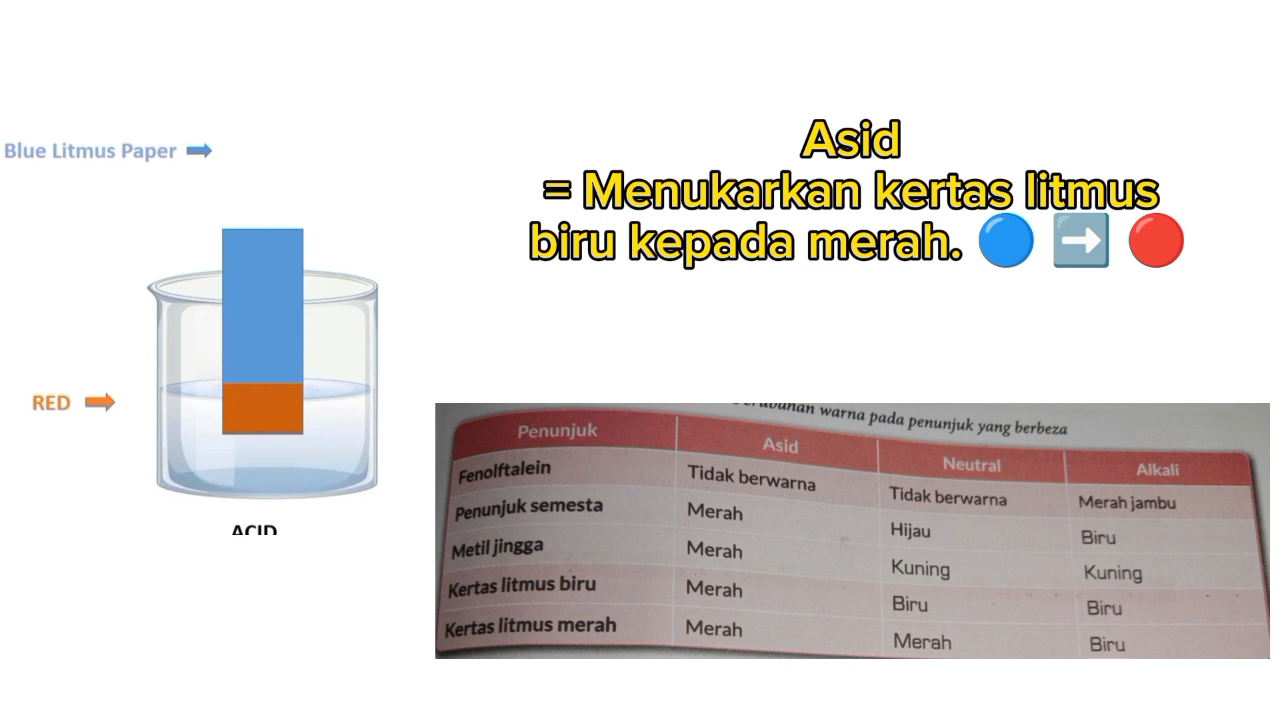 Asid
= Menukarkan kertas litmus
biru kepada merah.
Blue Litmus Paper
RED
ACID
warna pada penunjuk yang berbeza
Penunjuk Asid Neutral Alkali
Fenolftalein Tidak berwarna Tidak berwarna Merah jambu
Penunjuk semesta Merah Hijau Biru
Metil jingga Merah Kuning Kuning
Kertas litmus biru Merah Biru Biru
Kertas litmus merah Merah Merah Biru